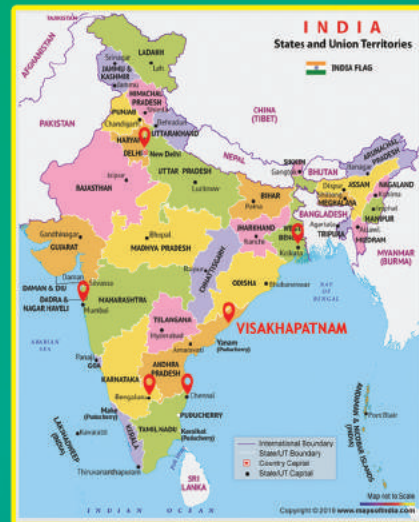 INDIA
States and Union Territories
INDIA FLAG
TAJIKISTAN
AFGHANISTAN
LADAKH
Srinagar
Leh
JAMMU &
KASHMIR
Jammu
HIMACHAL
PRADESH
Shimla
PUNJAB
Chandigarh
UTTARAKHAND
Dehradun
PAKISTAN
CHINA
(TIBET)
HARYANA
DELHI
New Delhi
NEPAL
ARUNACHAL
PRADESH
SIKKIM
Gangtok
BHUTAN
Itanagar
RAJASTHAN
Jaipur
UTTAR PRADESH
Lucknow
BIHAR
Patna
Dispur
ASSAM
NAGALAND
Kohima
Shillong
MEGHALAYA
Imphal
MANIPUR
BANGLADESH
Agartala
TRIPURA
Aizawl
MIZORAM
MYANMAR
(BURMA)
Gandhinagar
GUJARAT
Bhopal
MADHYA PRADESH
JHARKHAND
Ranchi
WEST
BENGAL
Kolkata
Daman
DAMAN & DIU
Silvassa
DADRA &
NAGAR HAVELI
CHHATTISGARH
Raipur
ODISHA
Bhubaneswar
MAHARASHTRA
Mumbai
BAY OF
BENGAL
TELANGANA
Hyderabad
VISAKHAPATNAM
Yanam
(Puducherry)
Amaravati
ARABIAN
SEA
Panaji
GOA
KARNATAKA
ANDHRA
PRADESH
Bengaluru
Chennai
Mahe
(Puducherry)
PUDUCHERRY
Karaikal
(Puducherry)
TAMIL NADU
KERALA
Thiruvananthapuram
LAKSHADWEEP
(INDIA)
Kavaratti
ANDAMAN & NICOBAR ISLANDS
(INDIA)
Port Blair
SRI
LANKA
International Boundary
State/UT Boundary
Country Capital
State/UT Capital
INDIAN OCEAN
Map not to Scale
Copyright © 2019 www.mapsofindia.com